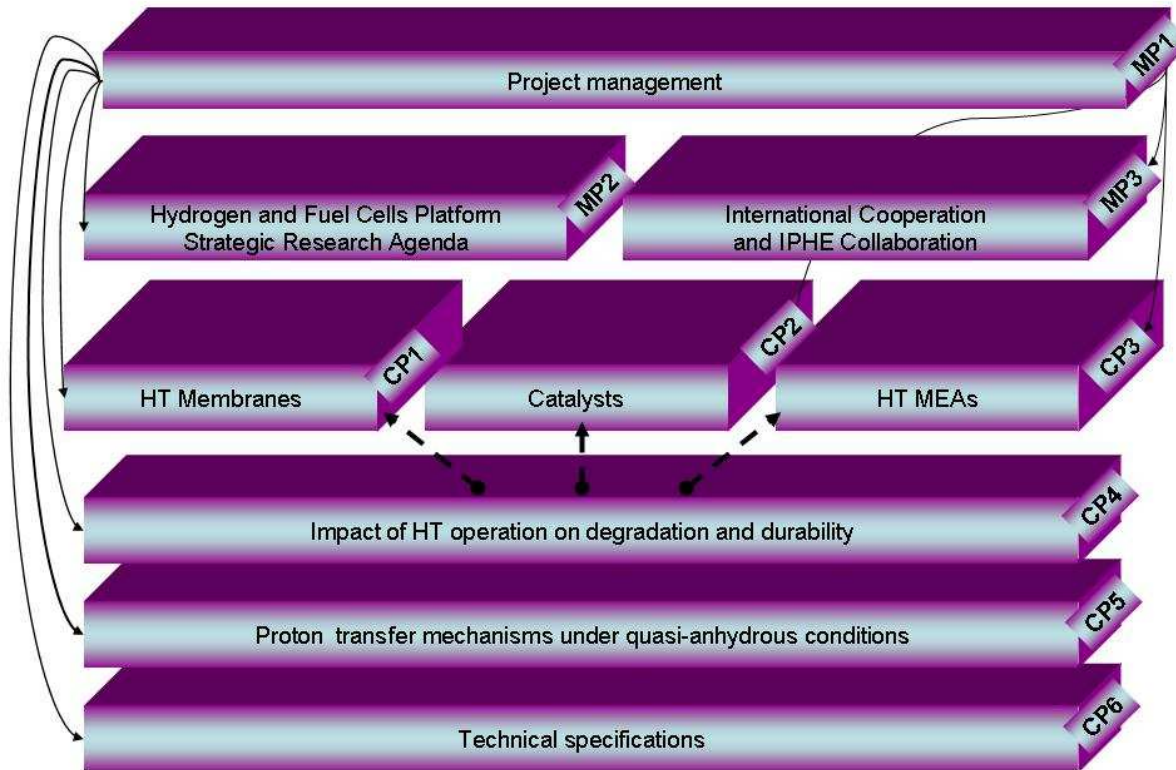 Project management
MP1
Hydrogen and Fuel Cells Platform
Strategic Research Agenda
MP2
International Cooperation
and IPHE Collaboration
MP3
HT Membranes
CP1
Catalysts
CP2
HT MEAs
CP3
Impact of HT operation on degradation and durability
CP4
Proton transfer mechanisms under quasi-anhydrous conditions
CP5
Technical specifications
CP6